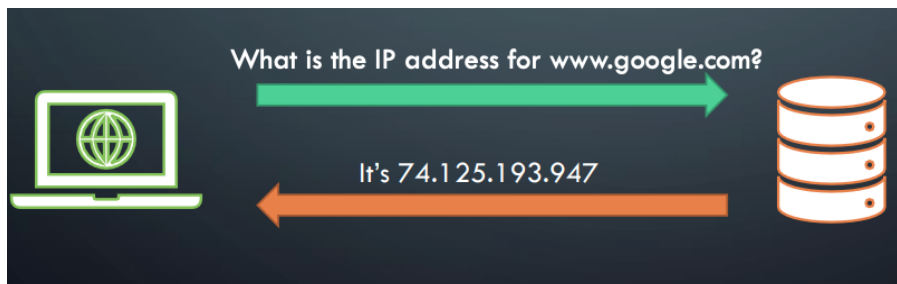 What is the IP address for www.google.com?
It’s 74.125.193.947